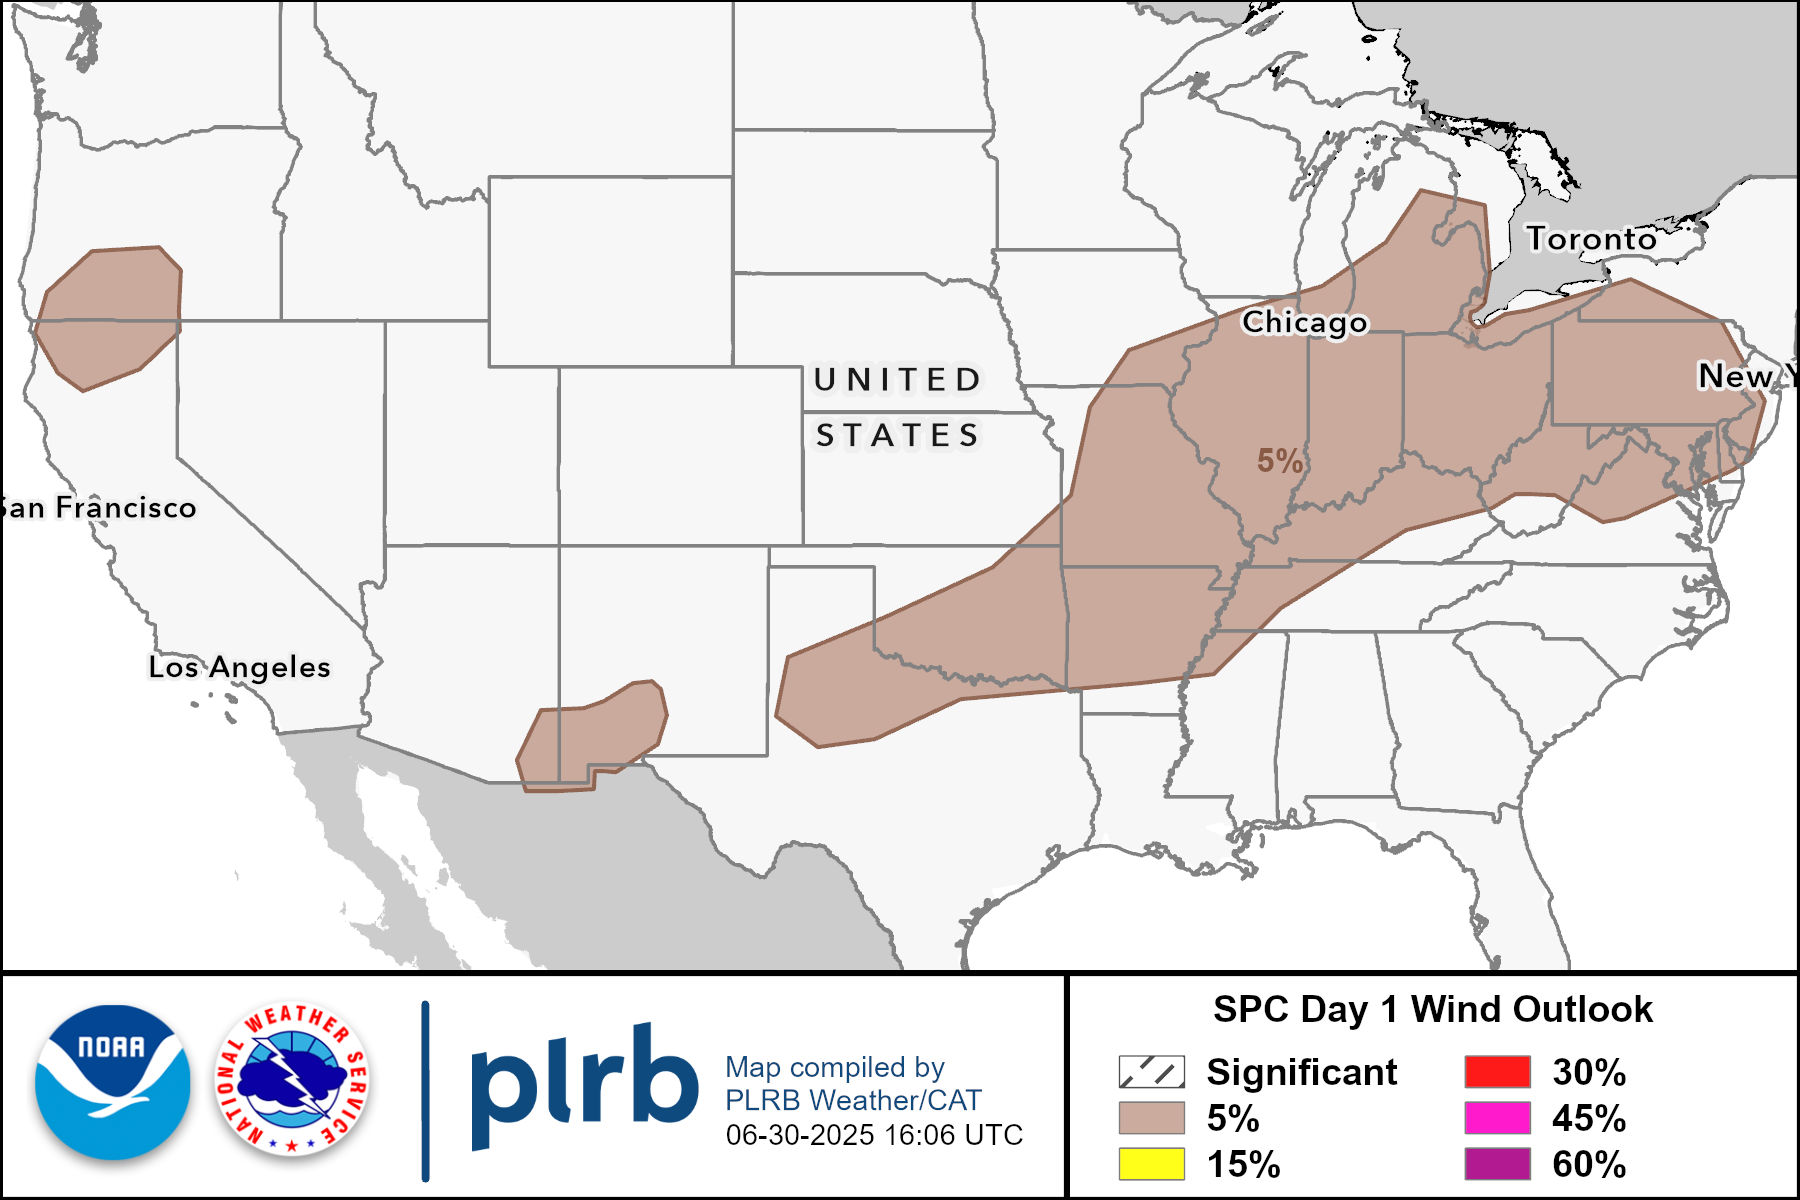 Toronto
Chicago
UNITED
New Y
STATES
5%
San Francisco
Los Angeles
NOAA
NATIONAL WEATHER SERVICE
plrb
Map compiled by
PLRB Weather/CAT
06-30-2025 16:06 UTC
SPC Day 1 Wind Outlook
Significant
5%
15%
30%
45%
60%